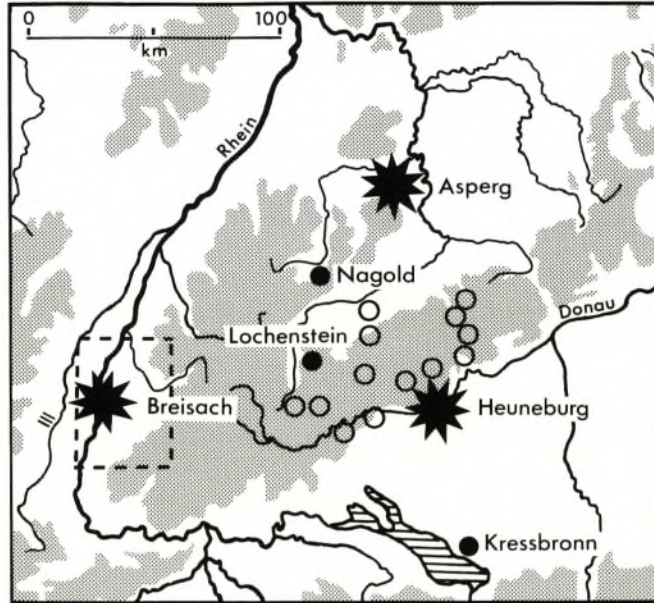 0 100
km
Rhein
Asperg
Nagold
Donau
Lochenstein
Ill
Breisach
Heuneburg
Kressbronn